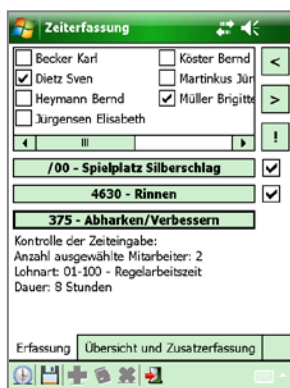 Zeiterfassung
Becker Karl
Köster Bernd
<
Dietz Sven
Martinkus Jür
Heymann Bernd
Müller Brigitte
>
Jürgensen Elisabeth
!
/00 - Spielplatz Silberschlag
4630 - Rinnen
375 - Abharken/Verbessern
Kontrolle der Zeiteingabe:
Anzahl ausgewählte Mitarbeiter: 2
Lohnart: 01-100 - Regelarbeitszeit
Dauer: 8 Stunden
Erfassung Übersicht und Zusatzerfassung